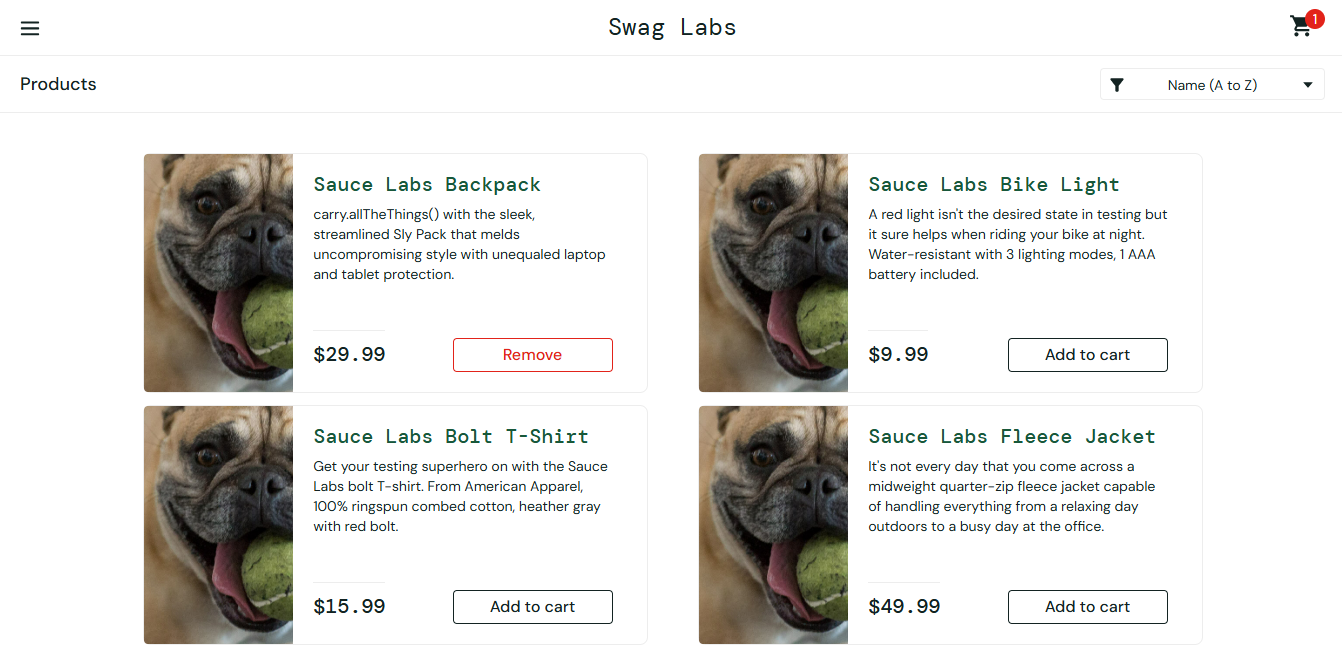 Swag Labs
1
Products
Name (A to Z)
Sauce Labs Backpack
carry.allTheThings() with the sleek,
streamlined Sly Pack that melds
uncompromising style with unequaled laptop
and tablet protection.
$29.99
Remove
Sauce Labs Bike Light
A red light isn't the desired state in testing but
it sure helps when riding your bike at night.
Water-resistant with 3 lighting modes, 1 AAA
battery included.
$9.99
Add to cart
Sauce Labs Bolt T-Shirt
Get your testing superhero on with the Sauce
Labs bolt T-shirt. From American Apparel,
100% ringspun combed cotton, heather gray
with red bolt.
$15.99
Add to cart
Sauce Labs Fleece Jacket
It's not every day that you come across a
midweight quarter-zip fleece jacket capable
of handling everything from a relaxing day
outdoors to a busy day at the office.
$49.99
Add to cart